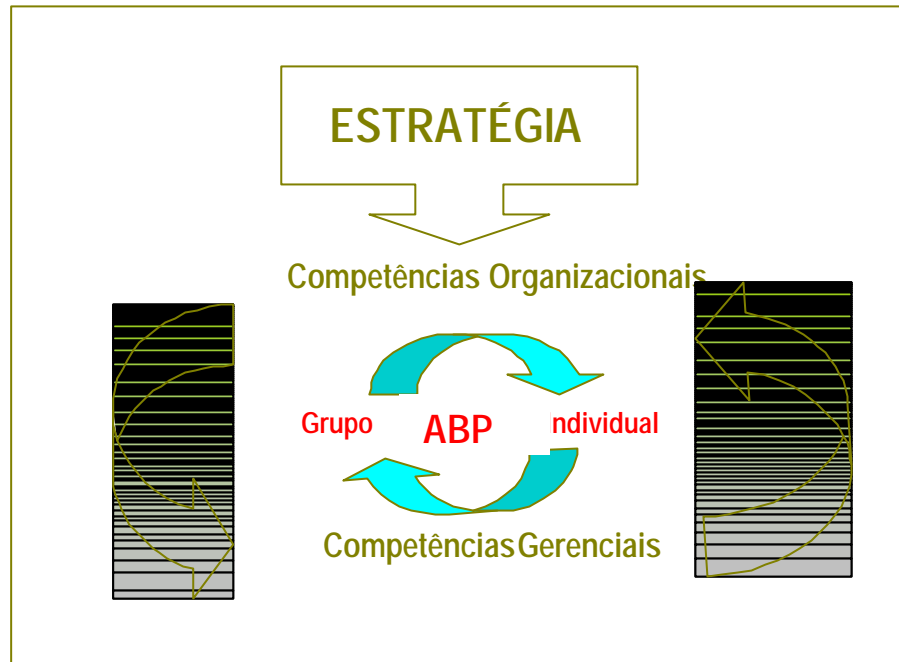 ESTRATÉGIA
Competências Organizacionais
Grupo ABP ndividual
Competências Gerenciais